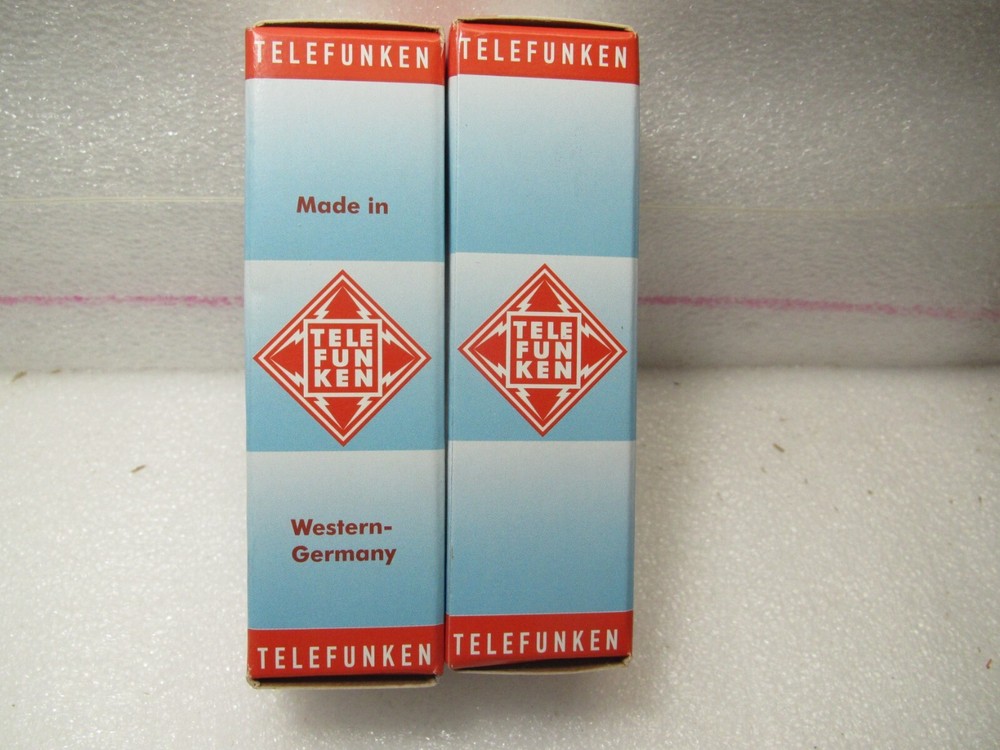 TELEFUNKEN
Made in
TELE
FUN
KEN
Western-
Germany
TELEFUNKEN
TELEFUNKEN
TELE
FUN
KEN
TELEFUNKEN